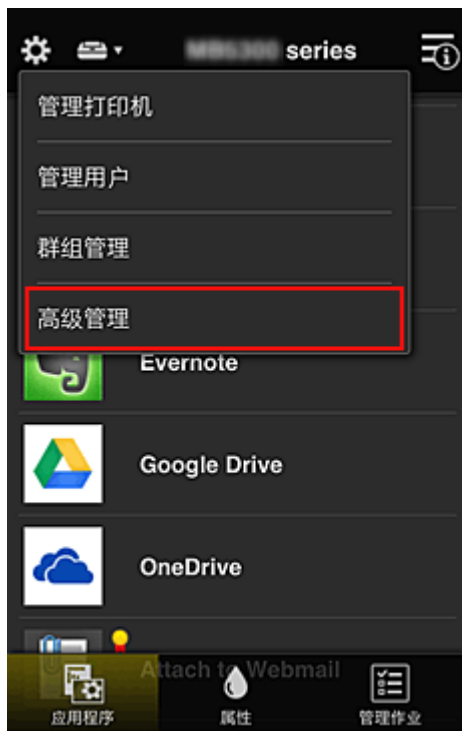 series
管理打印机
管理用户
群组管理
高级管理
Evernote
Google Drive
OneDrive
Attach to Webmail
应用程序
属性
管理作业